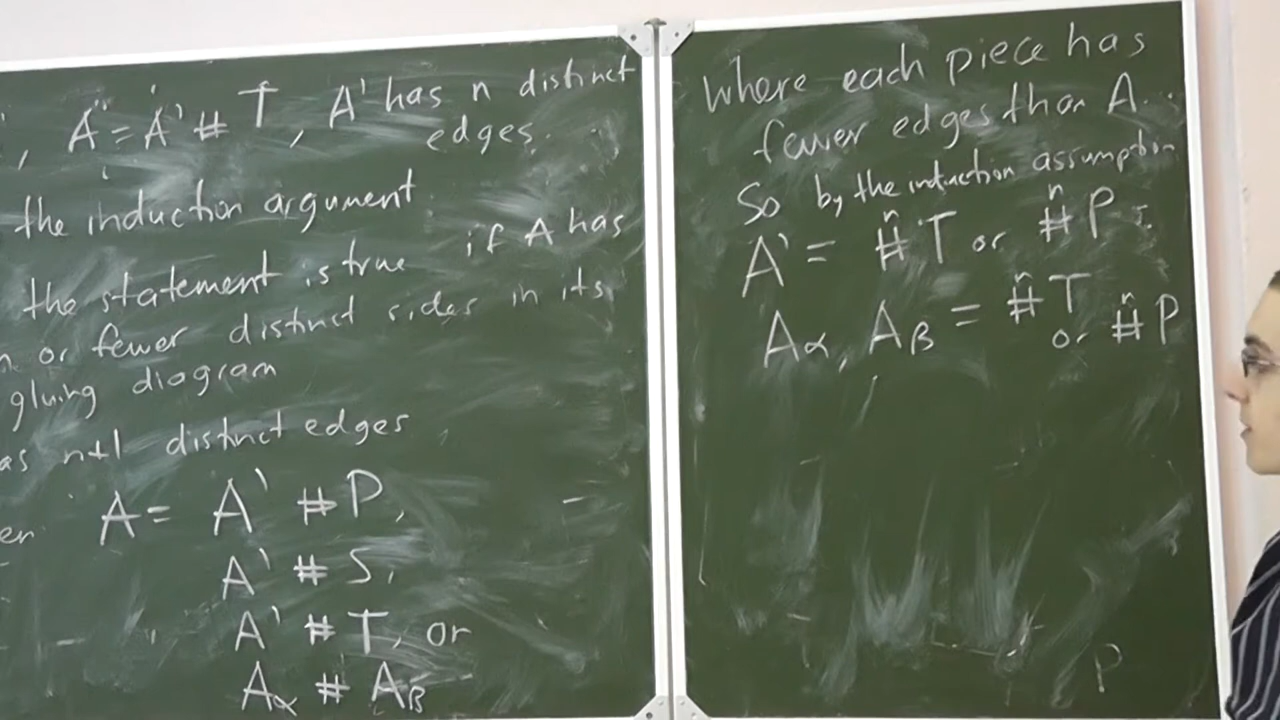 , A = A' # T, A' has n distinct
edges.
the induction argument
the statement is true if A has
n or fewer distinct sides in its
gluing diagram
as n+1 distinct edges
er A = A' # P,
A' # S,
A' # T, or
Aα # Aβ
Where each piece has
fewer edges than A.
So by the induction assumption
A' = n # T or n # P
Aα, Aβ = n # T
or n # P
P